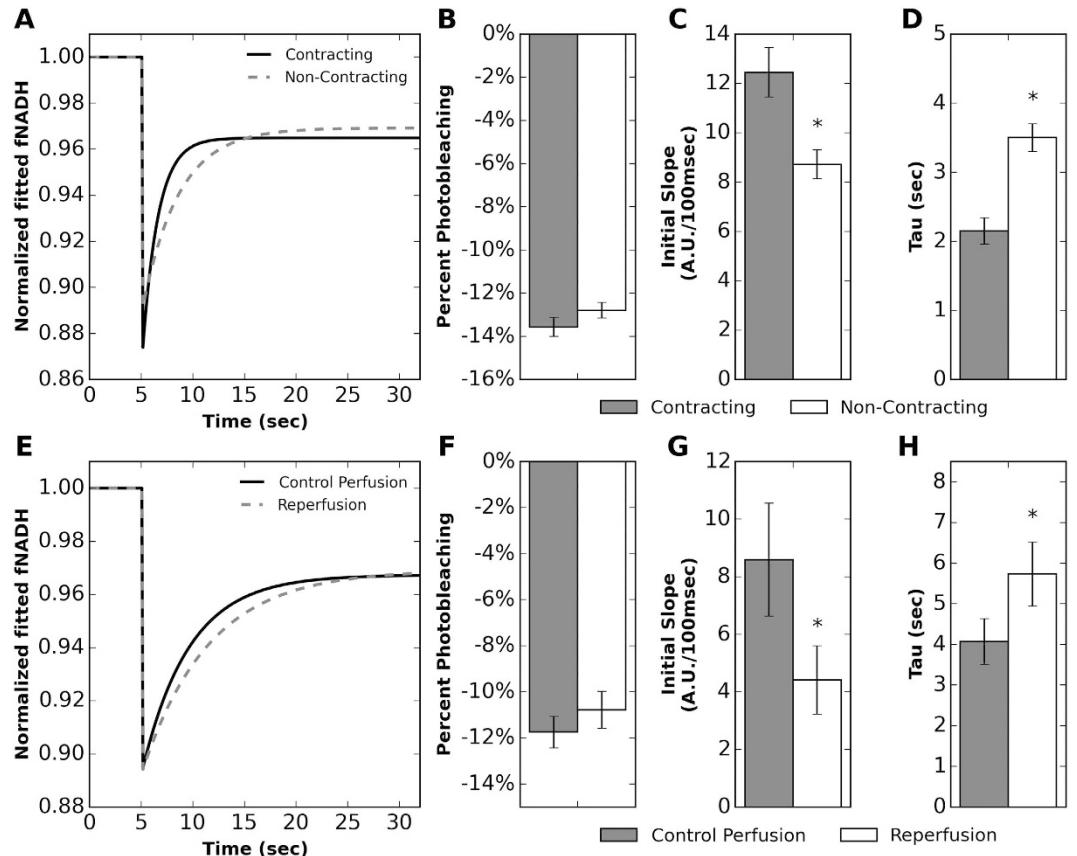 A
Normalized fitted fNADH
1.00
0.98
0.96
0.94
0.92
0.90
0.88
0.86
0
5
10
15
20
25
30
Time (sec)
Contracting
Non-Contracting
B
Percent Photobleaching
0%
-2%
-4%
-6%
-8%
-10%
-12%
-14%
-16%
C
Initial Slope
(A.U./100msec)
14
12
10
8
6
4
2
0
*
D
Tau (sec)
5
4
3
2
1
0
*
Contracting
Non-Contracting
E
Normalized fitted fNADH
1.00
0.98
0.96
0.94
0.92
0.90
0.88
0
5
10
15
20
25
30
Time (sec)
Control Perfusion
Reperfusion
F
Percent Photobleaching
0%
-2%
-4%
-6%
-8%
-10%
-12%
-14%
G
Initial Slope
(A.U./100msec)
12
10
8
6
4
2
0
*
H
Tau (sec)
8
7
6
5
4
3
2
1
0
*
Control Perfusion
Reperfusion